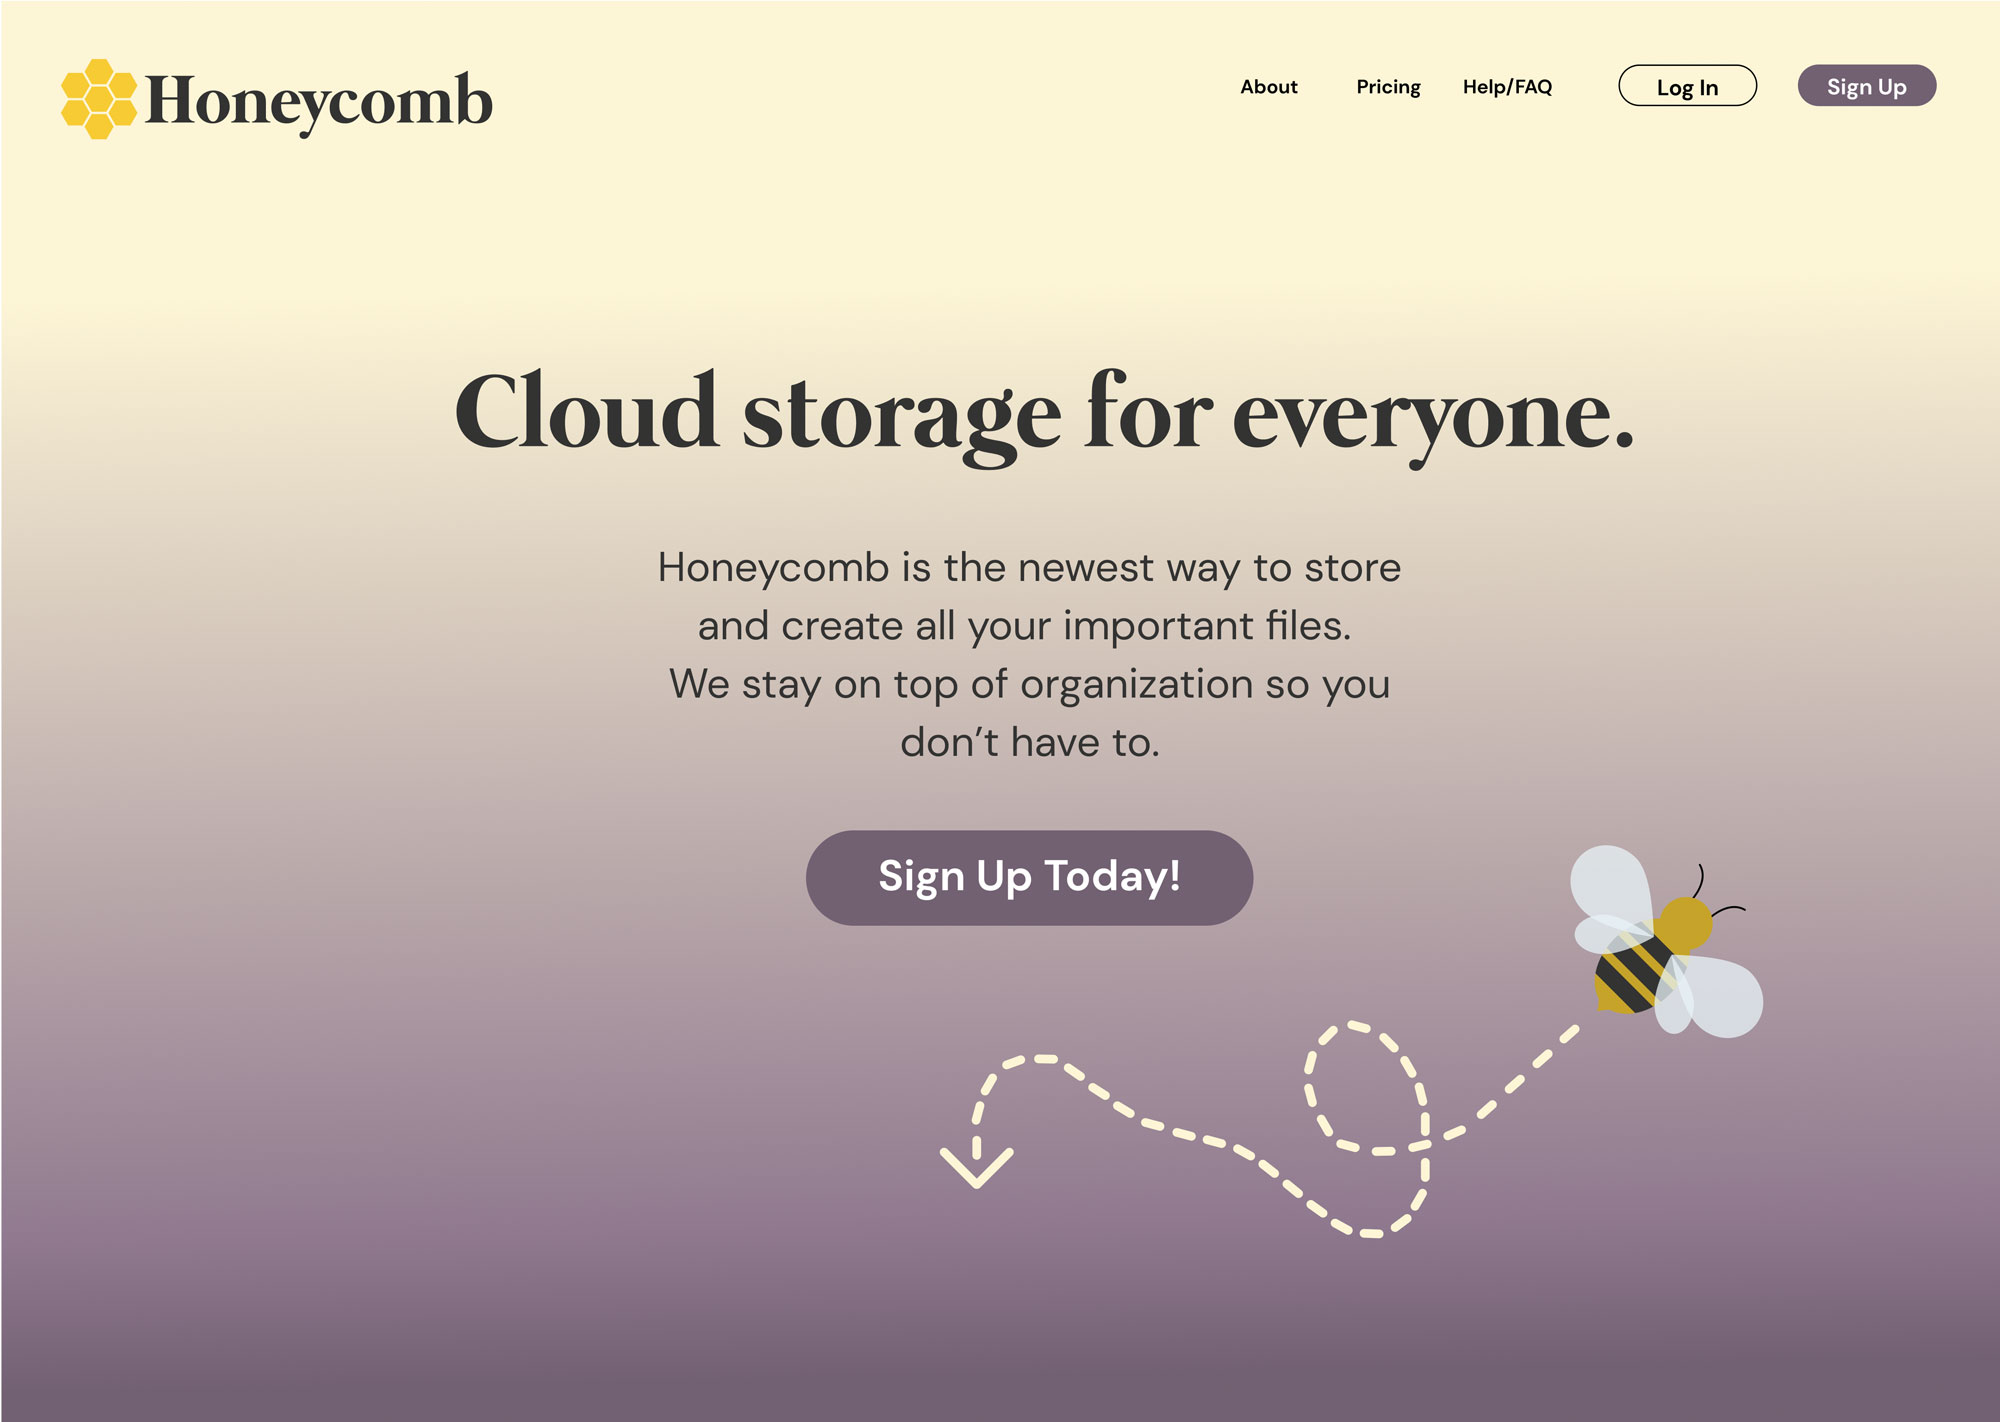 Honeycomb
About
Pricing
Help/FAQ
Log In
Sign Up
Cloud storage for everyone.
Honeycomb is the newest way to store
and create all your important files.
We stay on top of organization so you
don’t have to.
Sign Up Today!